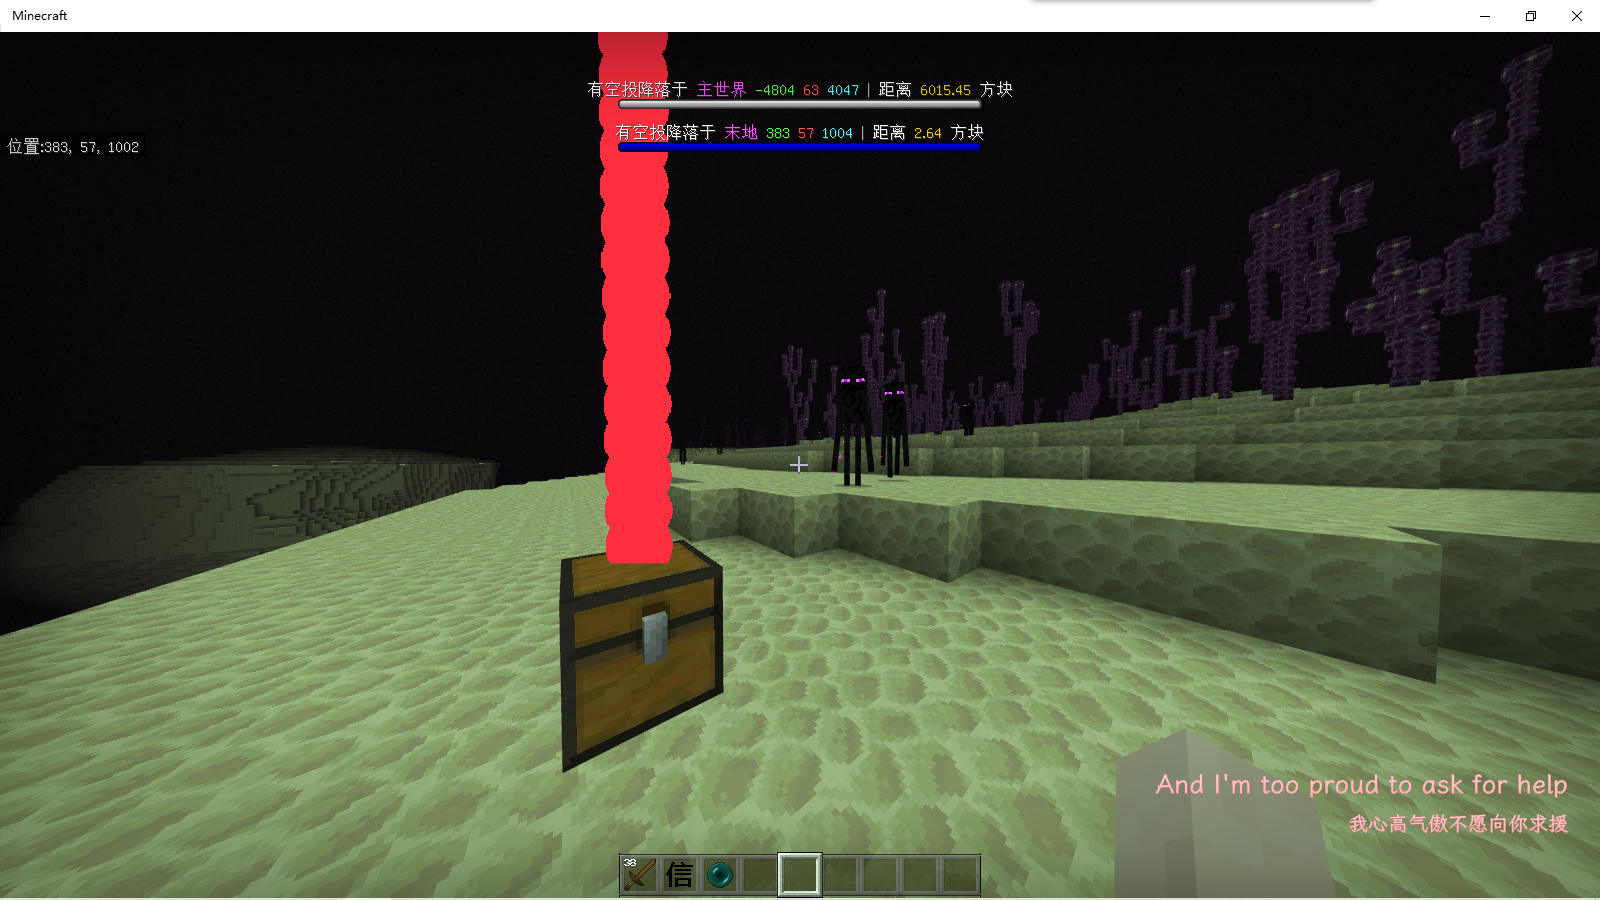 Minecraft
有空投降落于 主世界 -4804 63 4047 | 距离 6015.45 方块
有空投降落于 末地 383 57 1004 | 距离 2.64 方块
位置:383, 57, 1002
And I'm too proud to ask for help
我心高气傲不愿向你求援
38
信